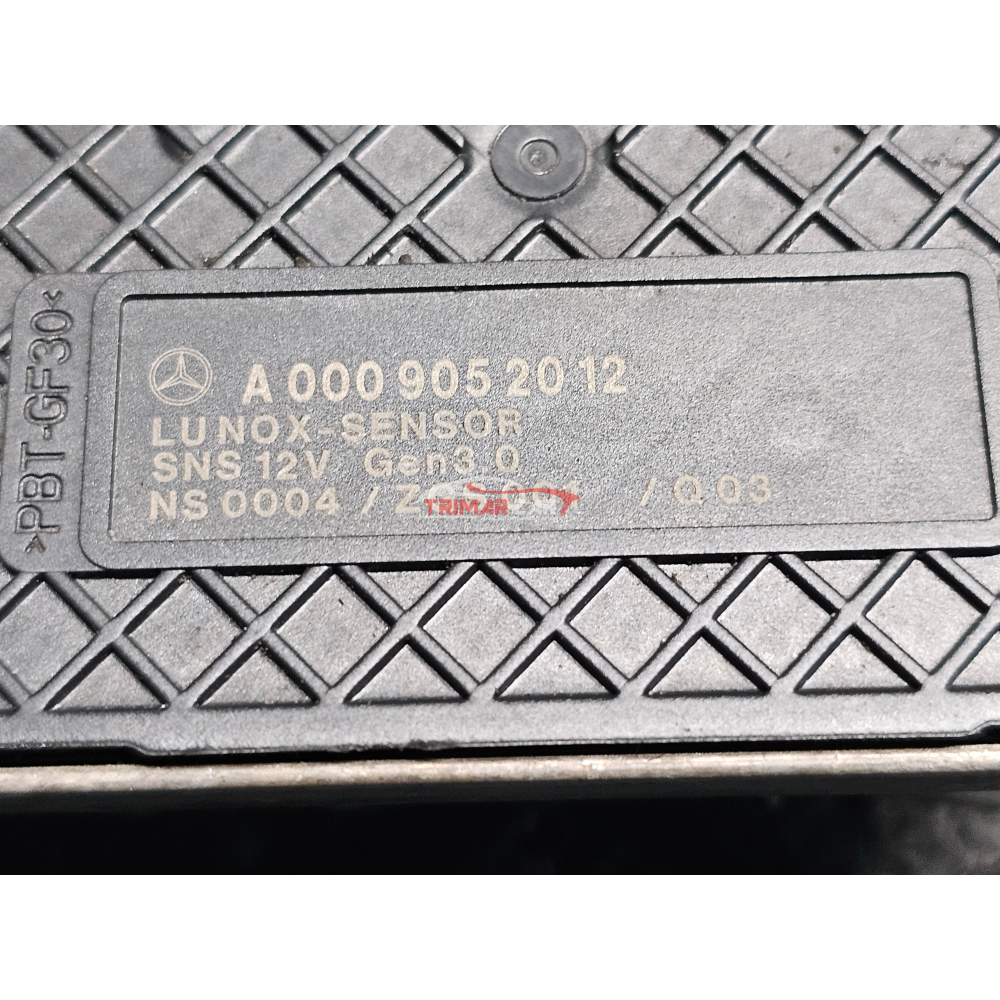 A 000 905 20 12
LUNOX-SENSOR
SNS 12V Gen3.0
NS 0004 / / Q03
>PBT-GF30<
TRIMAR